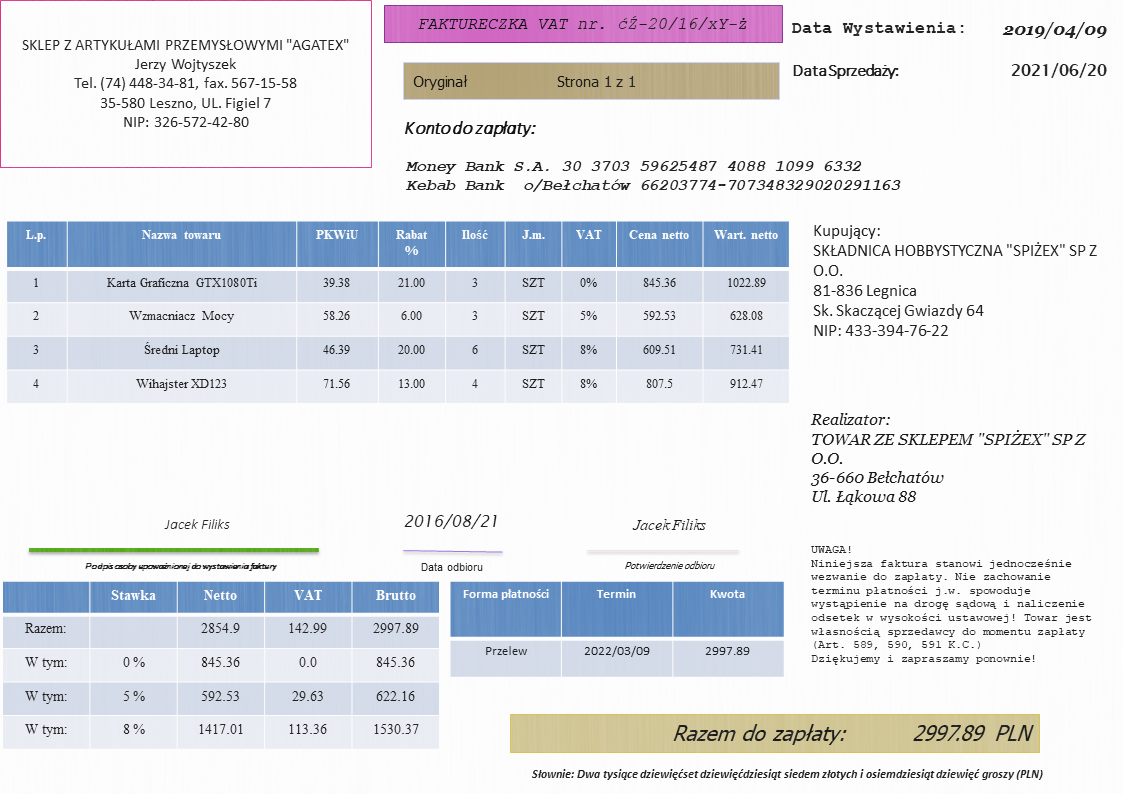 SKLEP Z ARTYKUŁAMI PRZEMYSŁOWYMI "AGATEX"
Jerzy Wojtyszek
Tel. (74) 448-34-81, fax. 567-15-58
35-580 Leszno, UL. Figiel 7
NIP: 326-572-42-80
FAKTURECZKA VAT nr. ćŹ-20/16/xY-ż
Oryginał Strona 1 z 1
Data Wystawienia: 2019/04/09
Data Sprzedaży: 2021/06/20
Konto do zapłaty:
Money Bank S.A. 30 3703 59625487 4088 1099 6332
Kebab Bank o/Bełchatów 66203774-707348329020291163
L.p. Nazwa towaru PKWiU Rabat % Ilość J.m. VAT Cena netto Wart. netto
1 Karta Graficzna GTX1080Ti 39.38 21.00 3 SZT 0% 845.36 1022.89
2 Wzmacniacz Mocy 58.26 6.00 3 SZT 5% 592.53 628.08
3 Średni Laptop 46.39 20.00 6 SZT 8% 609.51 731.41
4 Wihajster XD123 71.56 13.00 4 SZT 8% 807.5 912.47
Kupujący:
SKŁADNICA HOBBYSTYCZNA "SPIŻEX" SP Z
O.O.
81-836 Legnica
Sk. Skaczącej Gwiazdy 64
NIP: 433-394-76-22
Realizator:
TOWAR ZE SKLEPEM "SPIŻEX" SP Z
O.O.
36-660 Bełchatów
Ul. Łąkowa 88
Jacek Filiks
Podpis osoby upoważnionej do wystawienia faktury
2016/08/21
Data odbioru
Jacek Filiks
Potwierdzenie odbioru
Stawka Netto VAT Brutto
Razem: 2854.9 142.99 2997.89
W tym: 0 % 845.36 0.0 845.36
W tym: 5 % 592.53 29.63 622.16
W tym: 8 % 1417.01 113.36 1530.37
Forma płatności Termin Kwota
Przelew 2022/03/09 2997.89
UWAGA!
Niniejsza faktura stanowi jednocześnie
wezwanie do zapłaty. Nie zachowanie
terminu płatności j.w. spowoduje
wystąpienie na drogę sądową i naliczenie
odsetek w wysokości ustawowej! Towar jest
własnością sprzedawcy do momentu zapłaty
(Art. 589, 590, 591 K.C.)
Dziękujemy i zapraszamy ponownie!
Razem do zapłaty: 2997.89 PLN
Słownie: Dwa tysiące dziewięćset dziewięćdziesiąt siedem złotych i osiemdziesiąt dziewięć groszy (PLN)